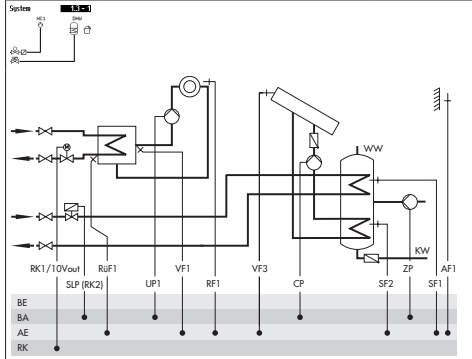 System 1.3 - 1
HC1 DHW
WW
KW
RK1/10Vout RüF1 VF1 RF1 VF3 CP SF2 ZP SF1 AF1
SLP (RK2) UP1
BE
BA
AE
RK